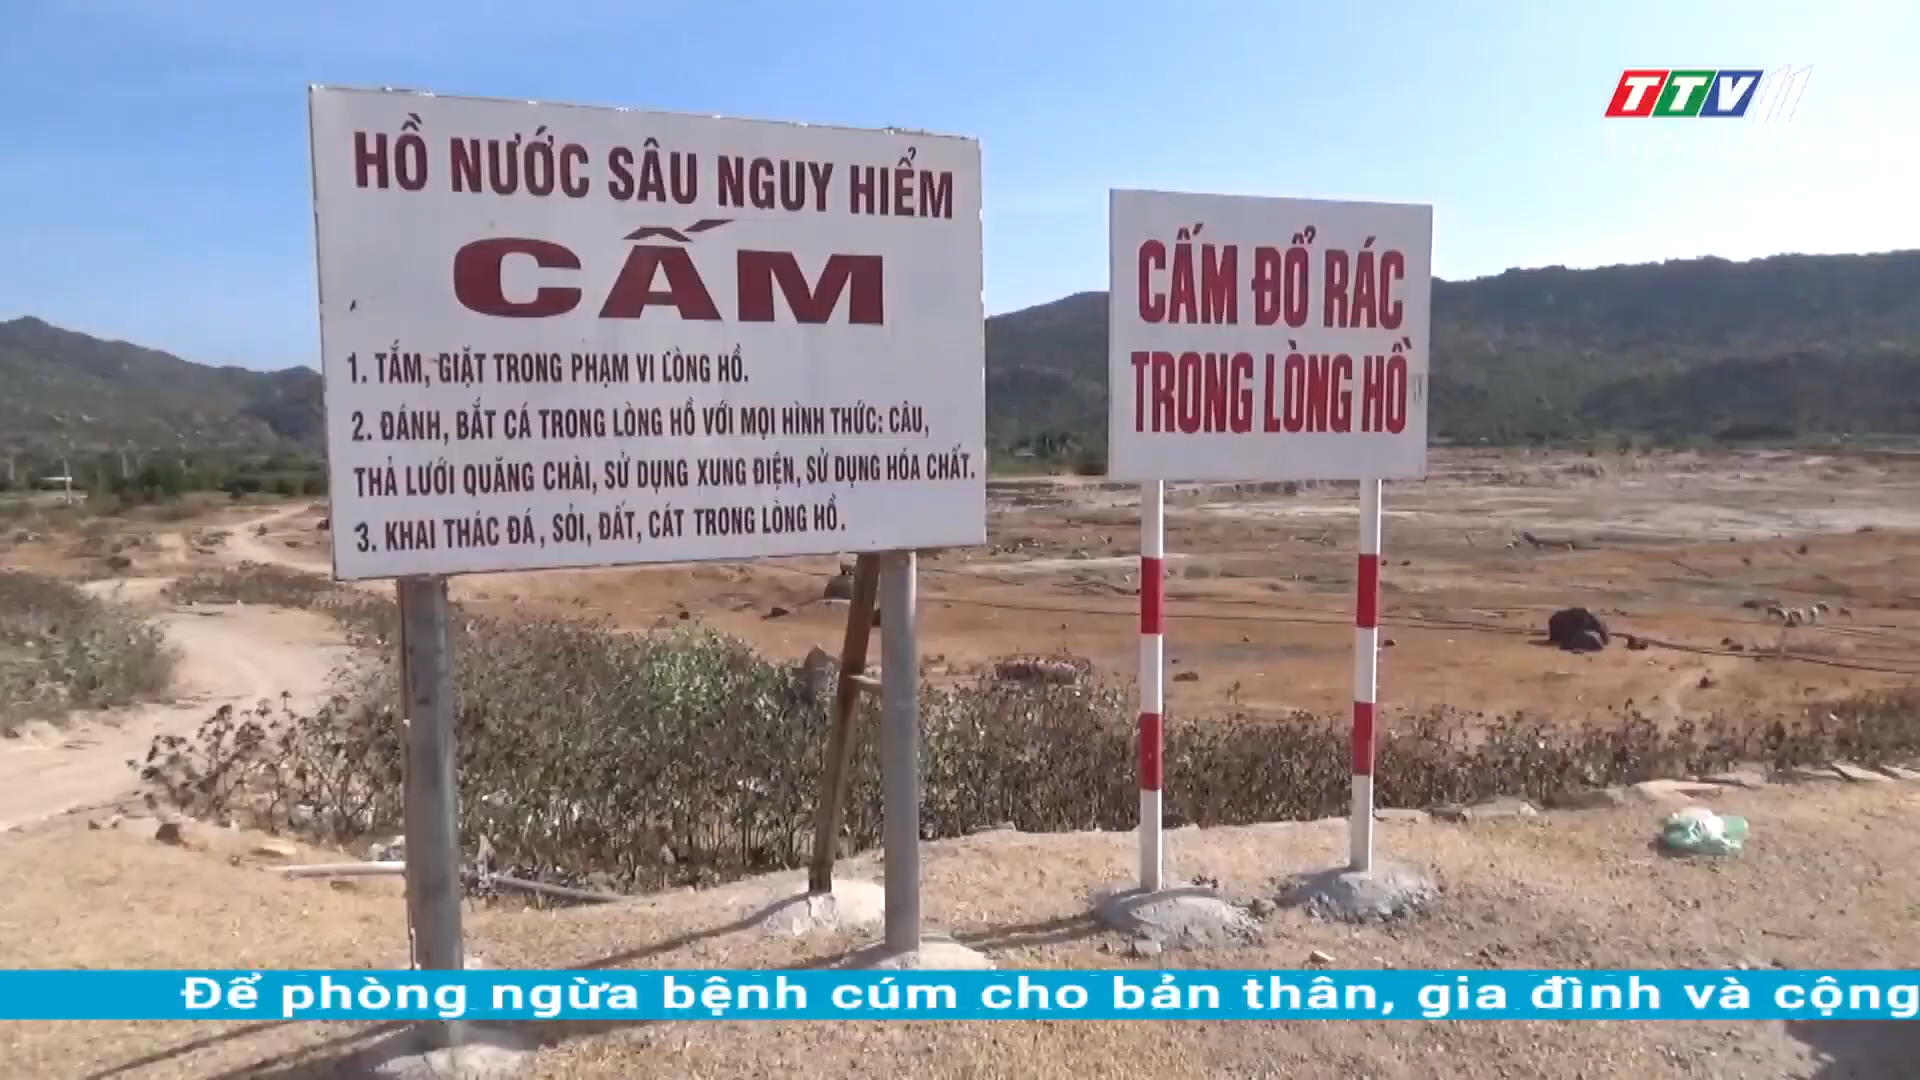 TTV11
HỒ NƯỚC SÂU NGUY HIỂM
CẤM
1. TẮM, GIẶT TRONG PHẠM VI LÒNG HỒ.
2. ĐÁNH, BẮT CÁ TRONG LÒNG HỒ VỚI MỌI HÌNH THỨC: CÂU,
THẢ LƯỚI QUĂNG CHÀI, SỬ DỤNG XUNG ĐIỆN, SỬ DỤNG HÓA CHẤT.
3. KHAI THÁC ĐÁ, SỎI, ĐẤT, CÁT TRONG LÒNG HỒ.
CẤM ĐỔ RÁC
TRONG LÒNG HỒ
Để phòng ngừa bệnh cúm cho bản thân, gia đình và cộng